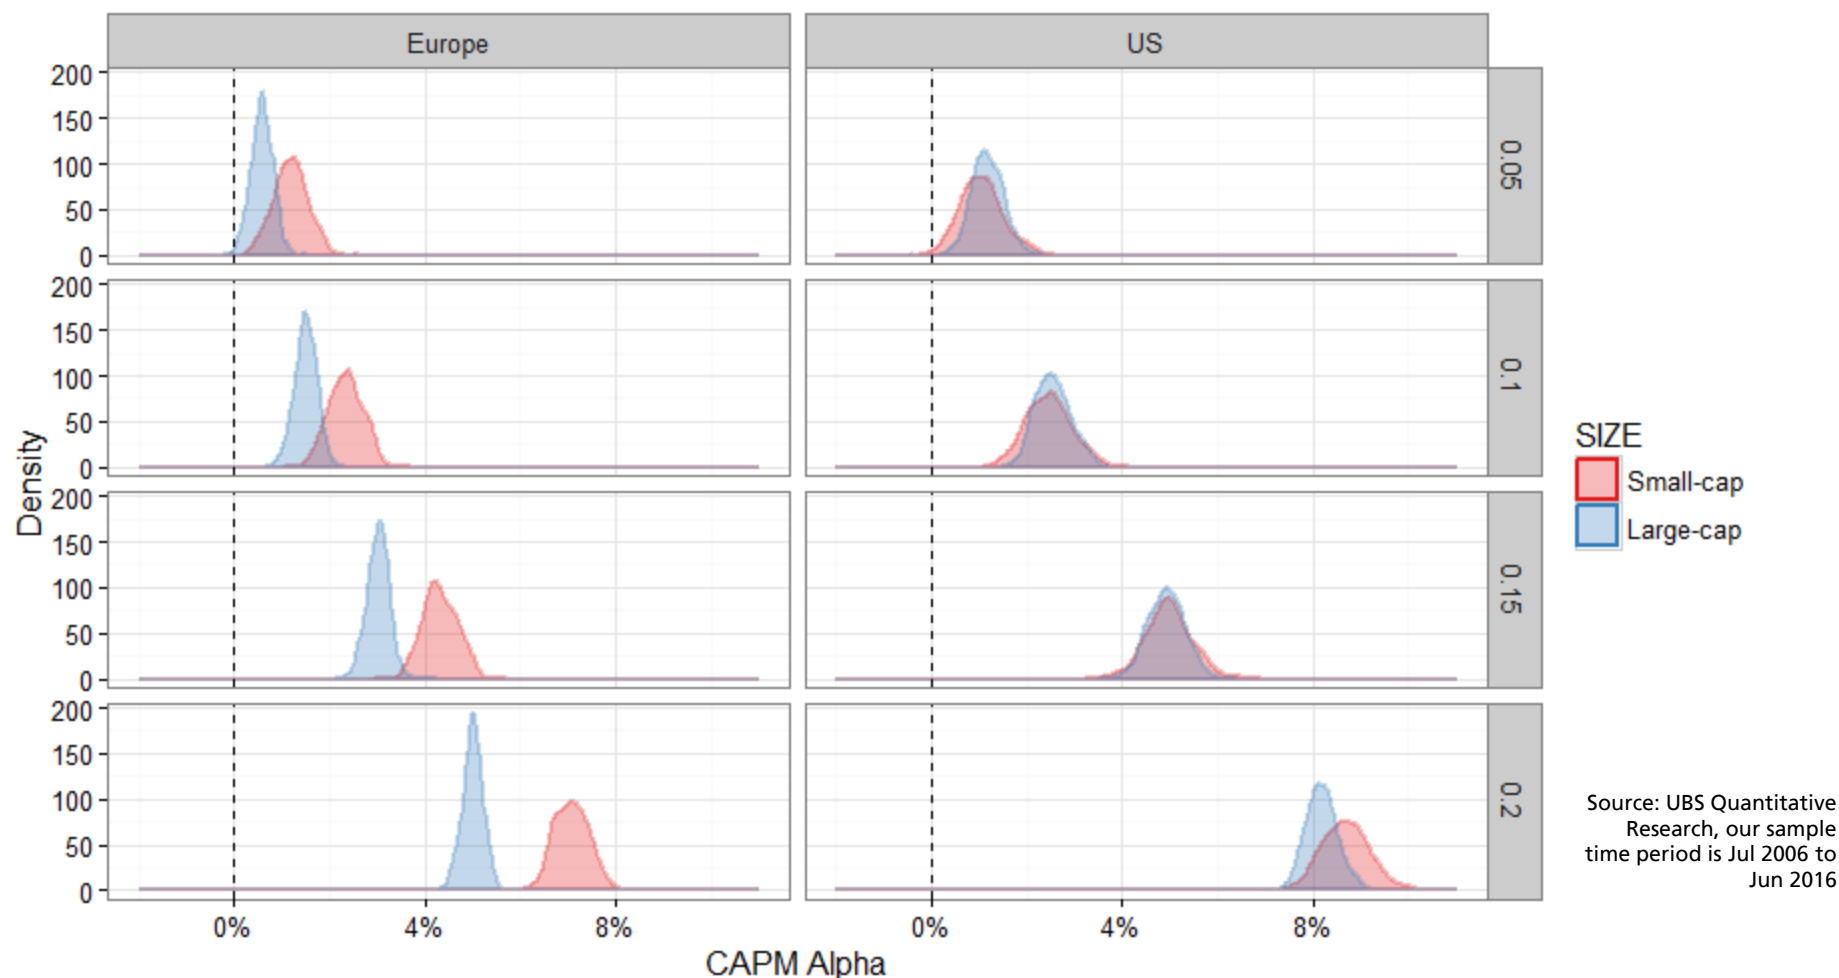 Europe
US
200
150
100
50
0
0.05
200
150
100
50
0
0.1
200
150
100
50
0
0.15
200
150
100
50
0
0.2
Density
0%
4%
8%
0%
4%
8%
CAPM Alpha
SIZE
Small-cap
Large-cap
Source: UBS Quantitative
Research, our sample
time period is Jul 2006 to
Jun 2016